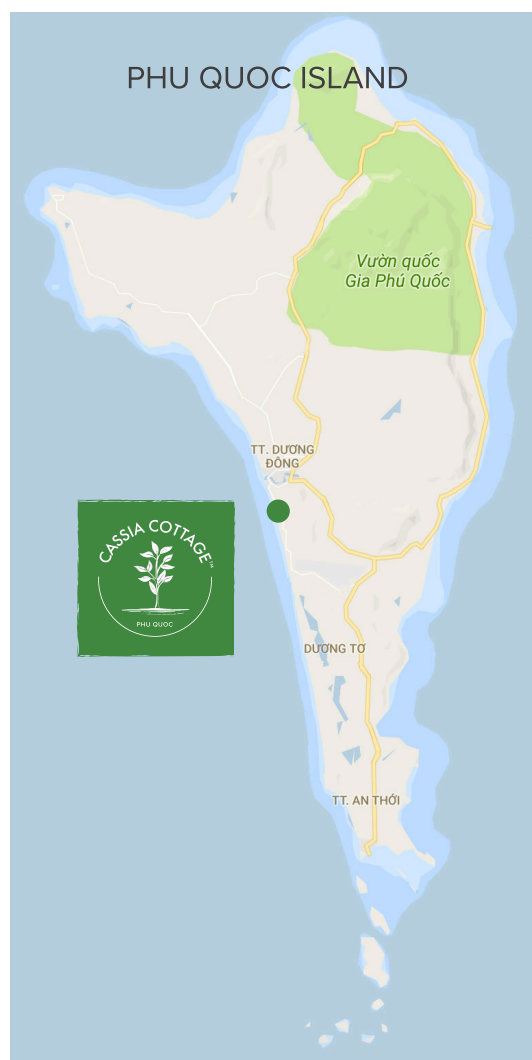 PHU QUOC ISLAND
Vườn quốc
Gia Phú Quốc
TT. DƯƠNG
ĐÔNG
CASSIA COTTAGE™
PHU QUOC
DƯƠNG TƠ
TT. AN THỚI